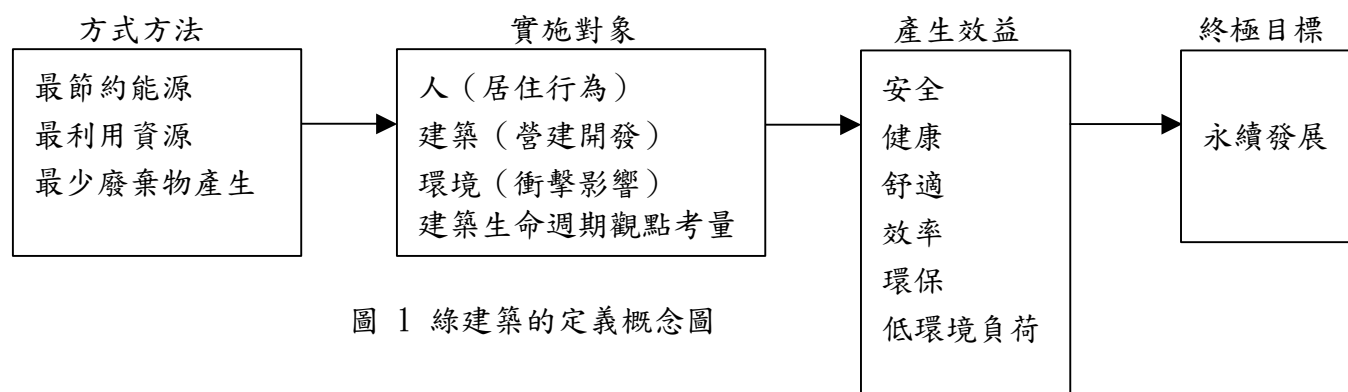 方式方法
最節約能源
最利用資源
最少廢棄物產生
實施對象
人（居住行為）
建築（營建開發）
環境（衝擊影響）
建築生命週期觀點考量
產生效益
安全
健康
舒適
效率
環保
低環境負荷
終極目標
永續發展
圖 1 綠建築的定義概念圖